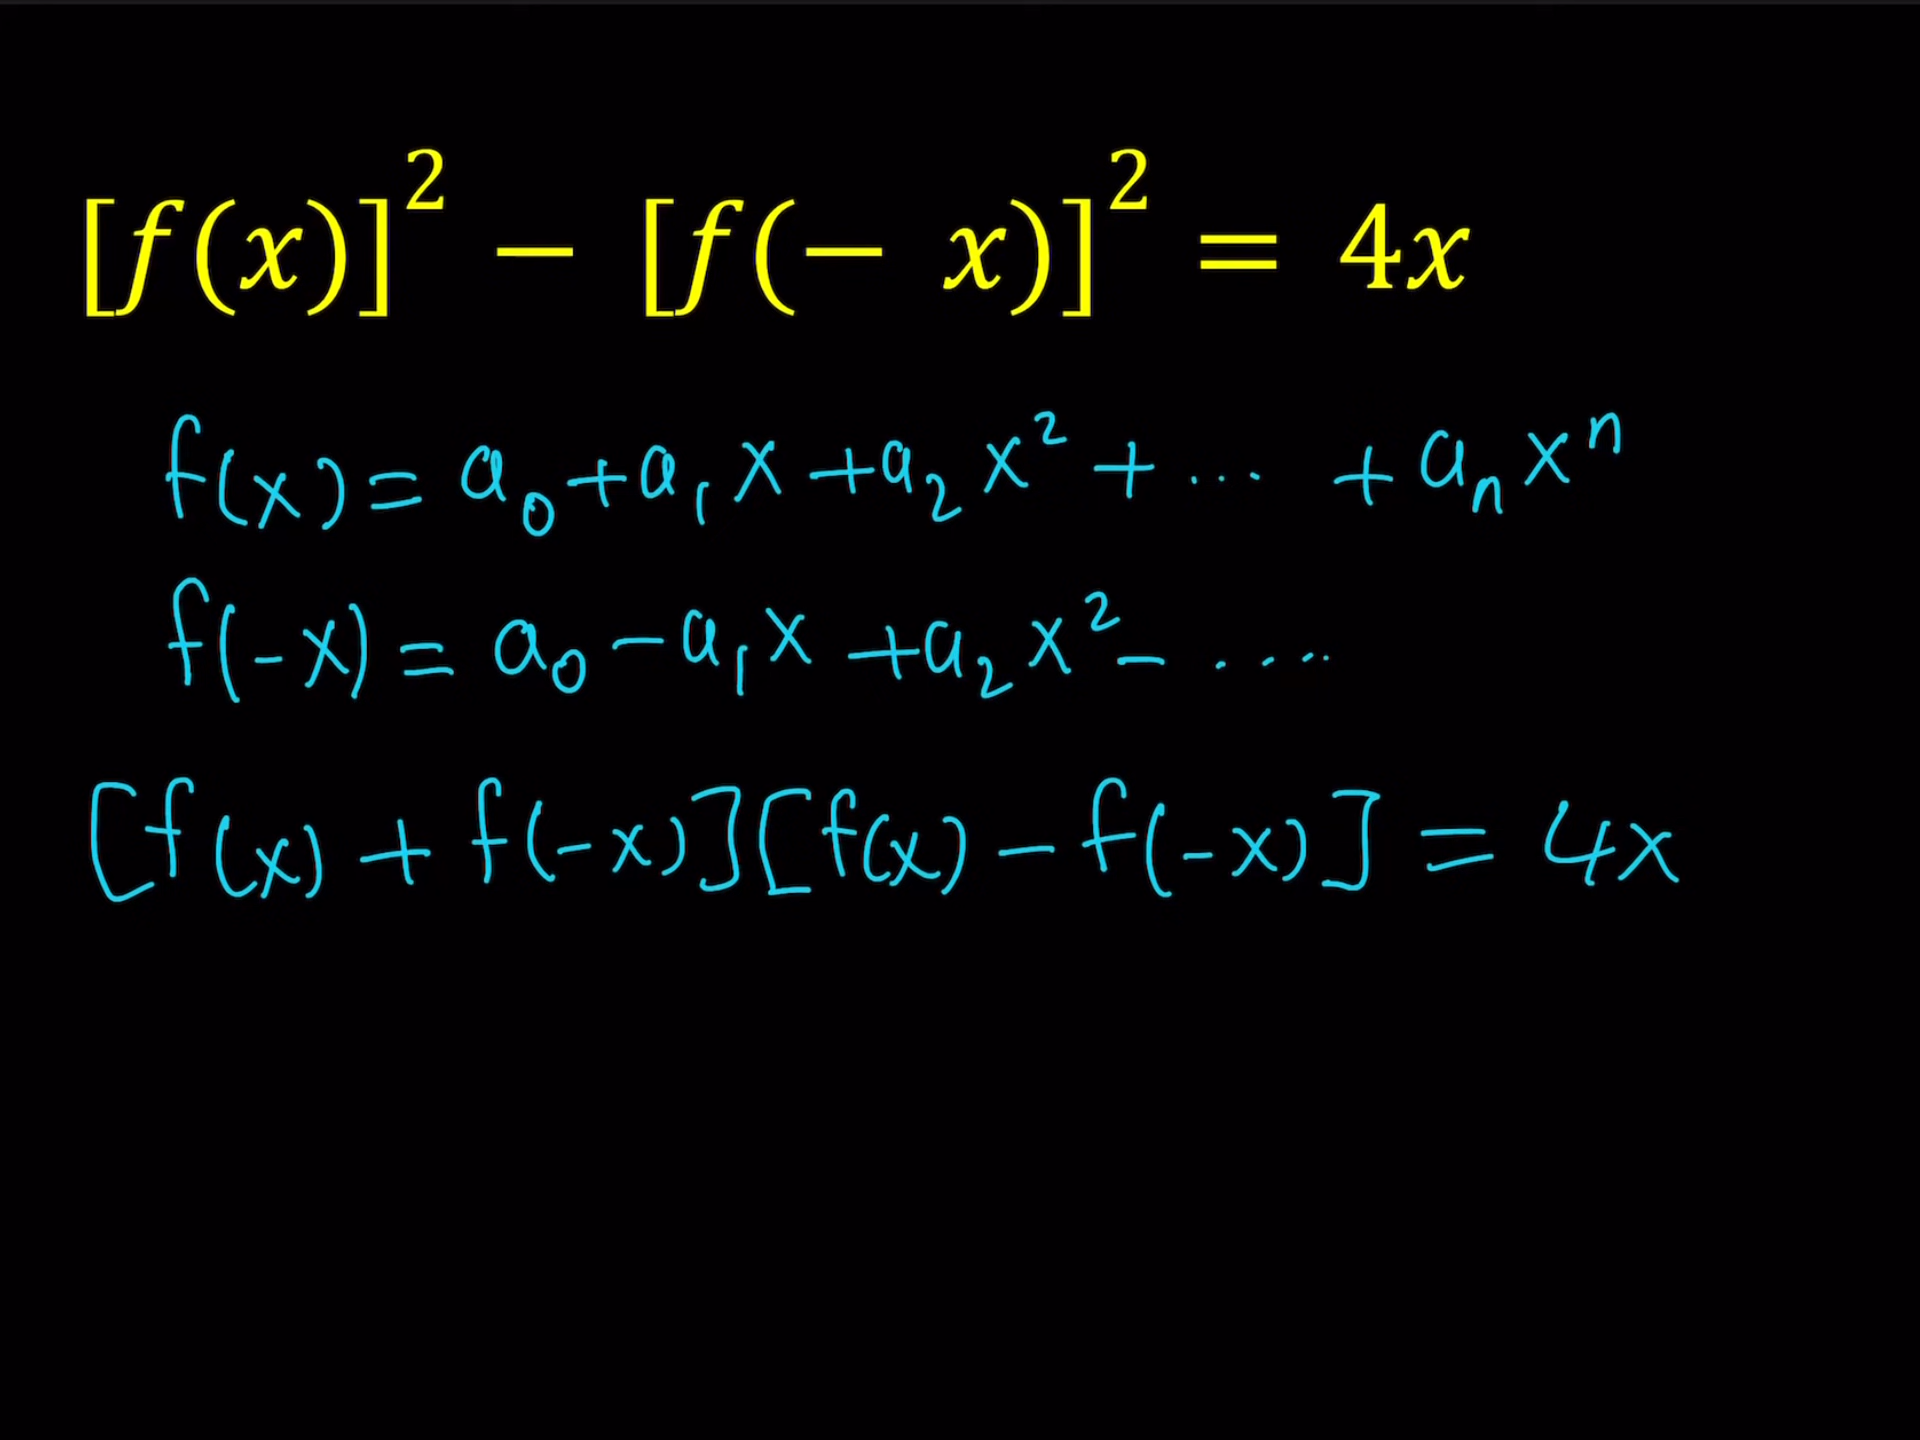 [f(x)]² − [f(− x)]² = 4x
f(x) = a₀ + a₁x + a₂x² + ... + aₙxⁿ
f(-x) = a₀ - a₁x + a₂x² - ....
[f(x) + f(-x)][f(x) - f(-x)] = 4x